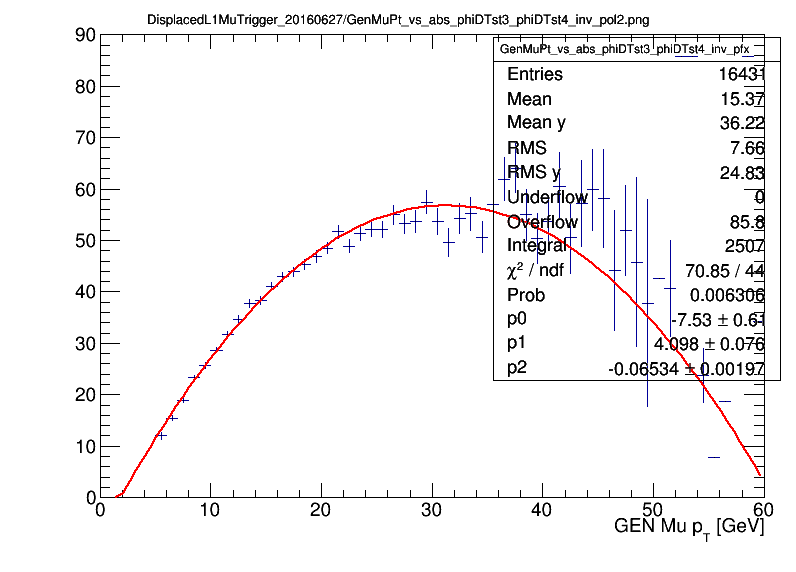 DisplacedL1MuTrigger_20160627/GenMuPt_vs_abs_phiDTst3_phiDTst4_inv_pol2.png
GenMuPt_vs_abs_phiDTst3_phiDTst4_inv_pfx
Entries 16431
Mean 15.37
Mean y 36.22
RMS 7.66
RMS y 24.83
Underflow 0
Overflow 85.8
Integral 2507
χ² / ndf 70.85 / 44
Prob 0.006306
p0 -7.53 ± 0.61
p1 4.098 ± 0.076
p2 -0.06534 ± 0.00197
90
80
70
60
50
40
30
20
10
0
0 10 20 30 40 50 60
GEN Mu p_T [GeV]